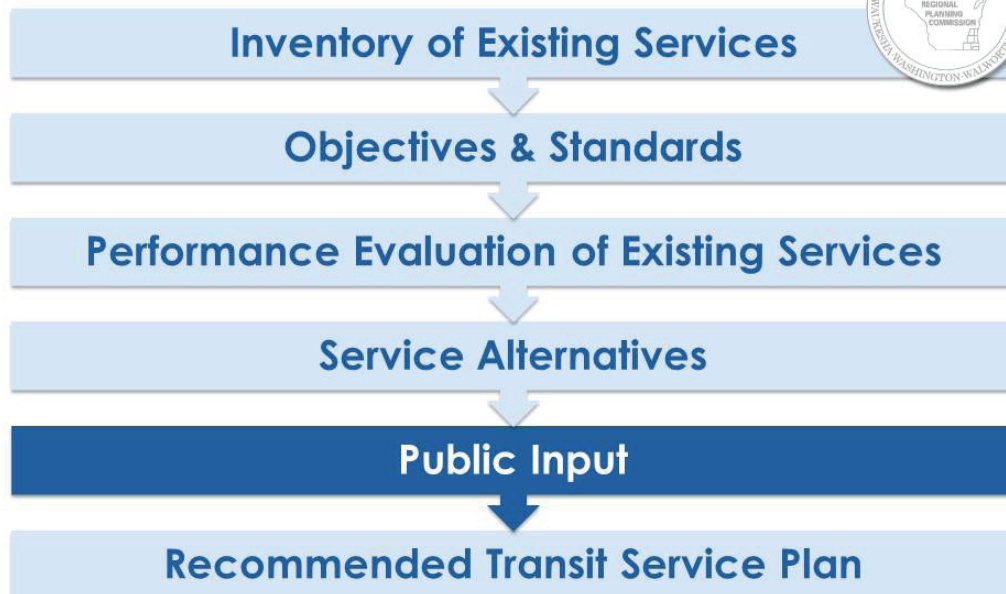 REGIONAL
PLANNING
COMMISSION
WASHINGTON
Inventory of Existing Services
Objectives & Standards
Performance Evaluation of Existing Services
Service Alternatives
Public Input
Recommended Transit Service Plan